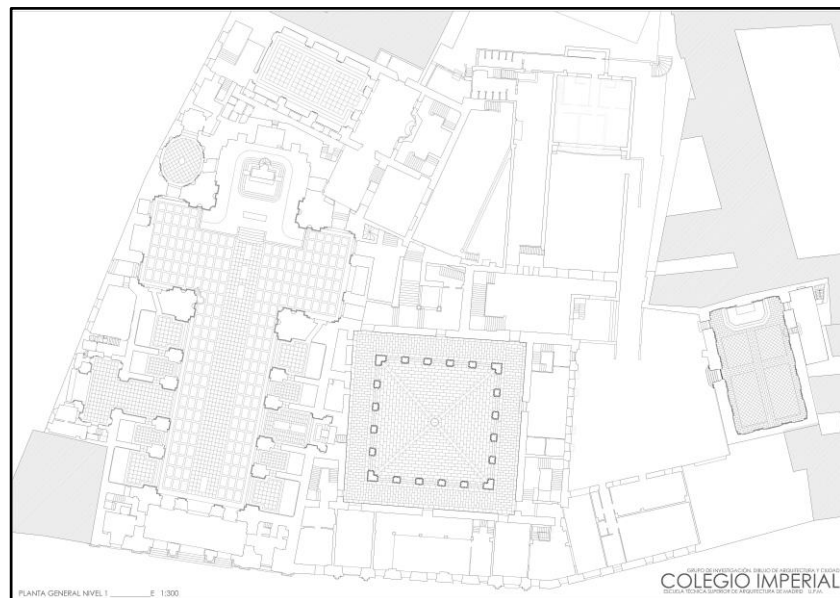 PLANTA GENERAL NIVEL 1 __________E 1:300
GRUPO DE INVESTIGACIÓN: DIBUJO DE ARQUITECTURA Y CIUDAD
COLEGIO IMPERIAL
ESCUELA TÉCNICA SUPERIOR DE ARQUITECTURA DE MADRID U.P.M.